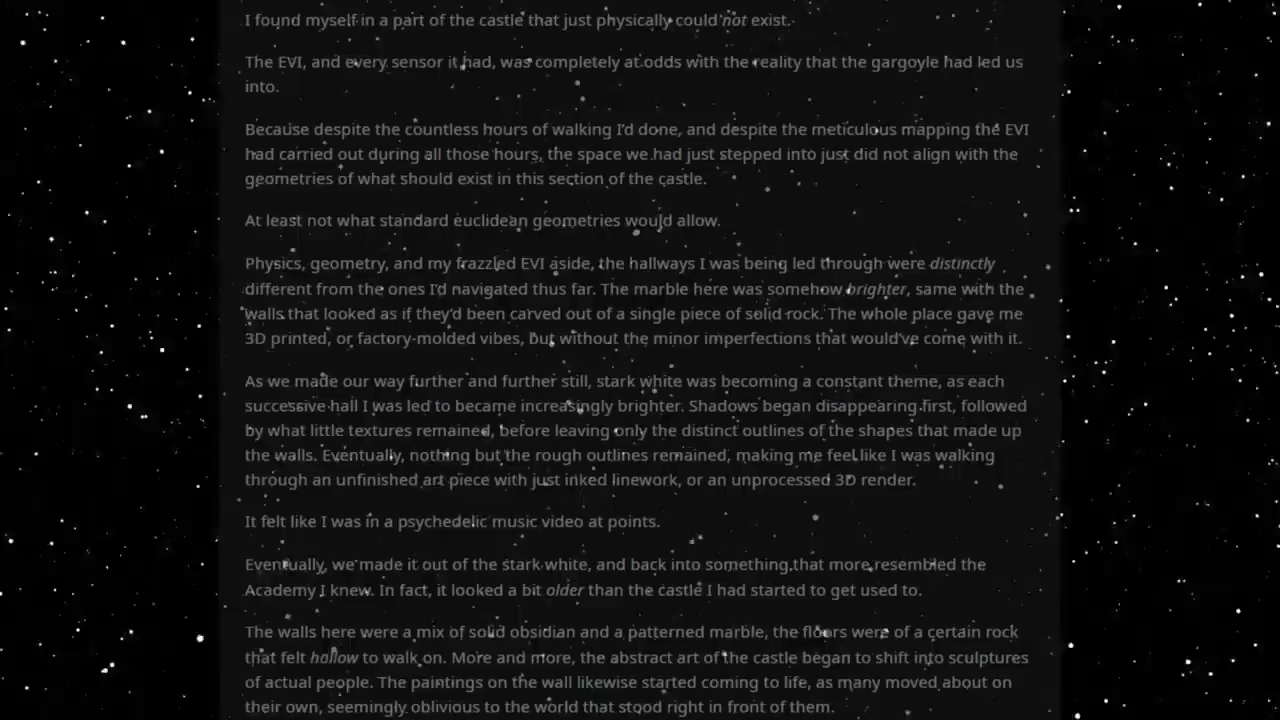 I found myself in a part of the castle that just physically could not exist.
The EVI, and every sensor it had, was completely at odds with the reality that the gargoyle had led us
into.
Because despite the countless hours of walking I'd done, and despite the meticulous mapping the EVI
had carried out during all those hours, the space we had just stepped into just did not align with the
geometries of what should exist in this section of the castle.
At least not what standard euclidean geometries would allow.
Physics, geometry, and my frazzled EVI aside, the hallways I was being led through were distinctly
different from the ones I'd navigated thus far. The marble here was somehow brighter, same with the
walls that looked as if they'd been carved out of a single piece of solid rock. The whole place gave me
3D printed, or factory-molded vibes, but without the minor imperfections that would've come with it.
As we made our way further and further still, stark white was becoming a constant theme, as each
successive hall I was led to became increasingly brighter. Shadows began disappearing first, followed
by what little textures remained, before leaving only the distinct outlines of the shapes that made up
the walls. Eventually, nothing but the rough outlines remained, making me feel like I was walking
through an unfinished art piece with just inked linework, or an unprocessed 3D render.
It felt like I was in a psychedelic music video at points.
Eventually, we made it out of the stark white, and back into something that more resembled the
Academy I knew. In fact, it looked a bit older than the castle I had started to get used to.
The walls here were a mix of solid obsidian and a patterned marble, the floors were of a certain rock
that felt hollow to walk on. More and more, the abstract art of the castle began to shift into sculptures
of actual people. The paintings on the wall likewise started coming to life, as many moved about on
their own, seemingly oblivious to the world that stood right in front of them.